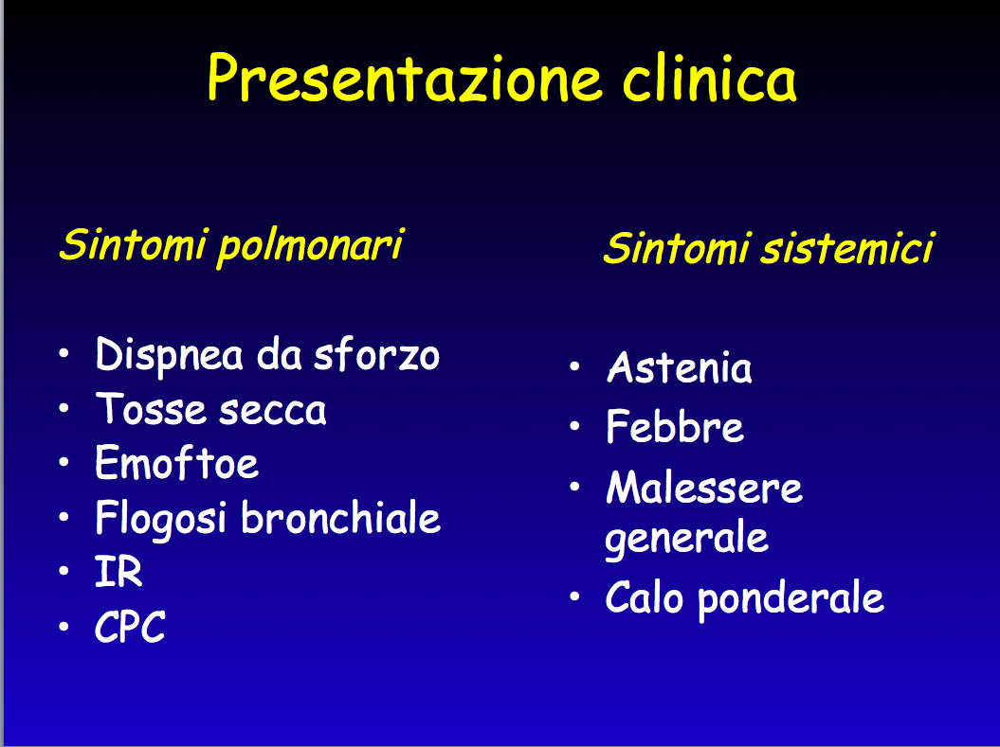 Presentazione clinica
Sintomi polmonari
• Dispnea da sforzo
• Tosse secca
• Emoftoe
• Flogosi bronchiale
• IR
• CPC
Sintomi sistemici
• Astenia
• Febbre
• Malessere
generale
• Calo ponderale